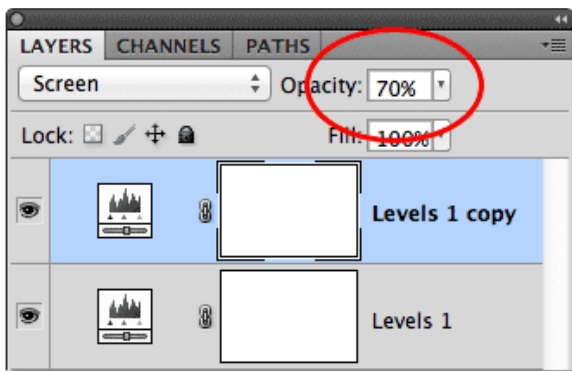 LAYERS CHANNELS PATHS
Screen Opacity: 70%
Lock: Fill: 100%
Levels 1 copy
Levels 1